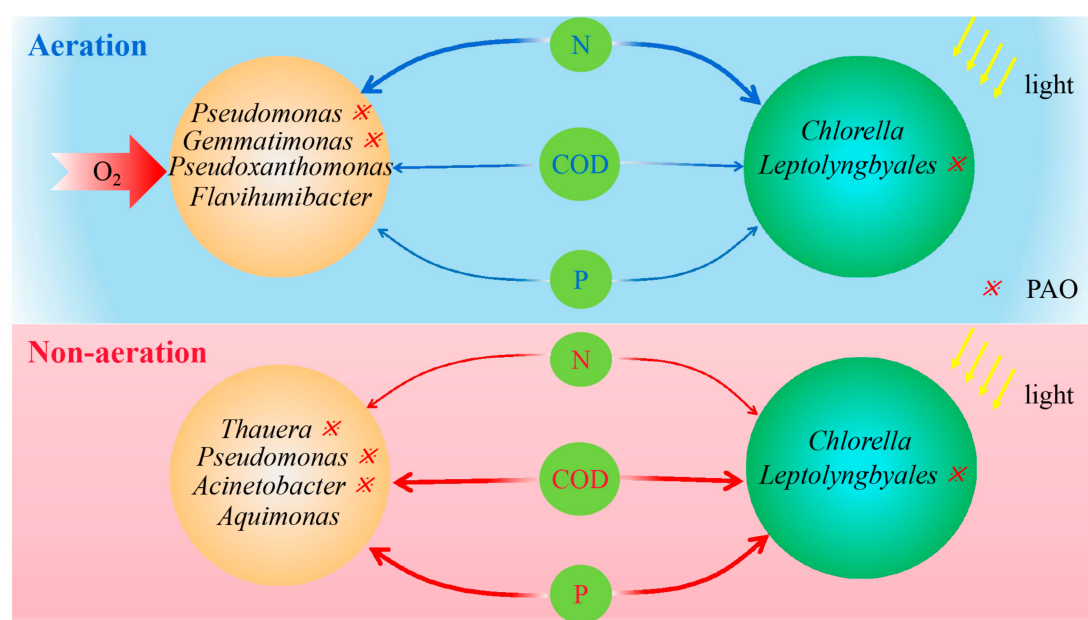 Aeration
N
light
O₂
Pseudomonas ※
Gemmatimonas ※
Pseudoxanthomonas
Flavihumibacter
COD
Chlorella
Leptolyngbyales ※
P
※ PAO
Non-aeration
N
light
Thauera ※
Pseudomonas ※
Acinetobacter ※
Aquimonas
COD
Chlorella
Leptolyngbyales ※
P